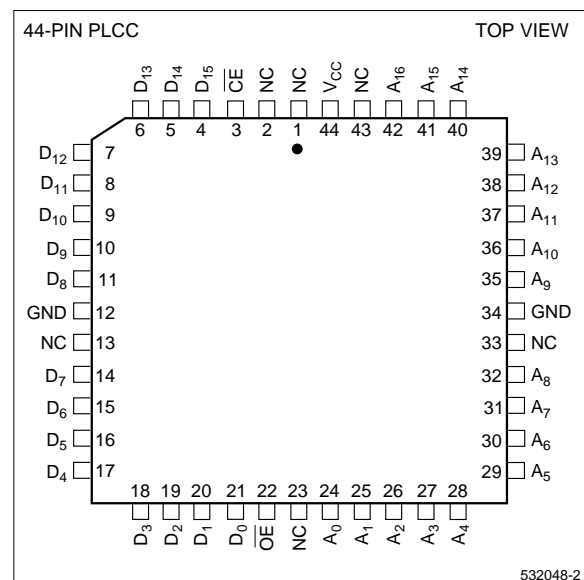 44-PIN PLCC TOP VIEW
D13 D14 D15 CE NC NC VCC NC A16 A15 A14
6 5 4 3 2 1 44 43 42 41 40
D12 7 39 A13
D11 8 38 A12
D10 9 37 A11
D9 10 36 A10
D8 11 35 A9
GND 12 34 GND
NC 13 33 NC
D7 14 32 A8
D6 15 31 A7
D5 16 30 A6
D4 17 29 A5
18 19 20 21 22 23 24 25 26 27 28
D3 D2 D1 D0 OE NC A0 A1 A2 A3 A4
532048-2